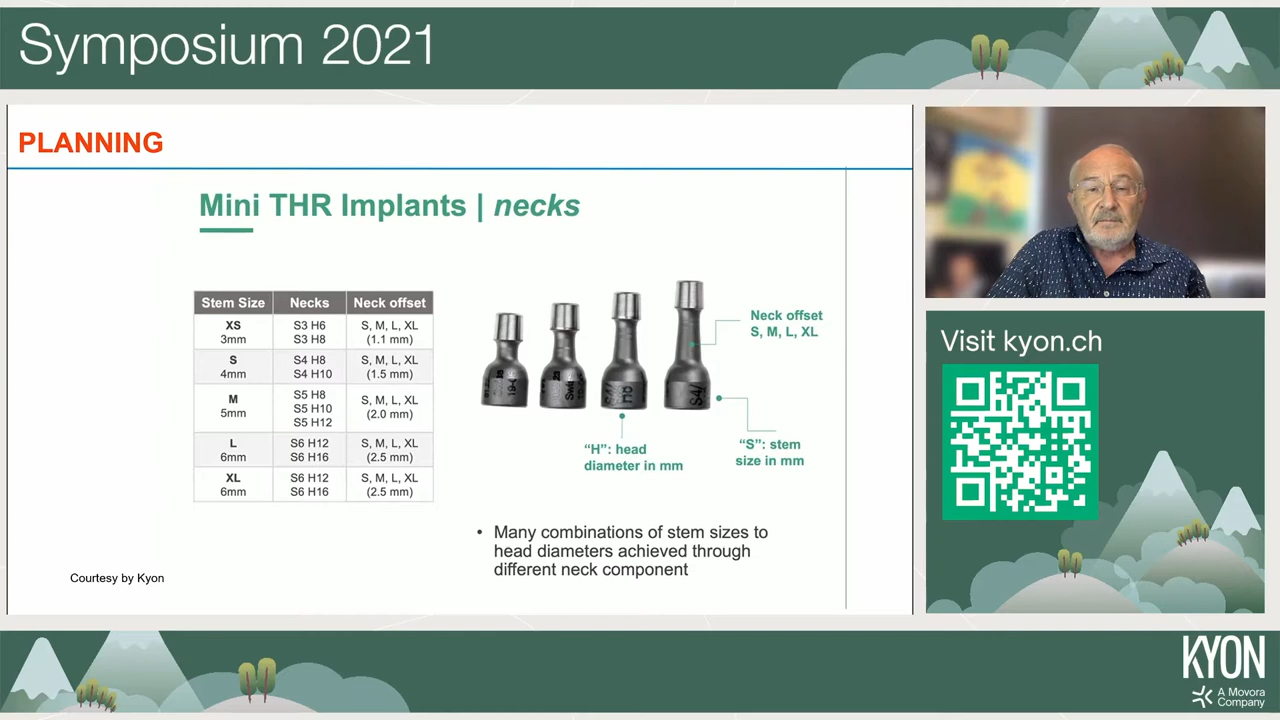 Symposium 2021
PLANNING
Mini THR Implants | necks
Stem Size Necks Neck offset
XS S3 H6 S, M, L, XL
3mm S3 H8 (1.1 mm)
S S4 H8 S, M, L, XL
4mm S4 H10 (1.5 mm)
M S5 H8 S, M, L, XL
5mm S5 H10 (2.0 mm)
S5 H12
L S6 H12 S, M, L, XL
6mm S6 H16 (2.5 mm)
XL S6 H12 S, M, L, XL
6mm S6 H16 (2.5 mm)
Neck offset
S, M, L, XL
“H”: head
diameter in mm
“S”: stem
size in mm
• Many combinations of stem sizes to
head diameters achieved through
different neck component
Courtesy by Kyon
Visit kyon.ch
KYON
A Movora
Company